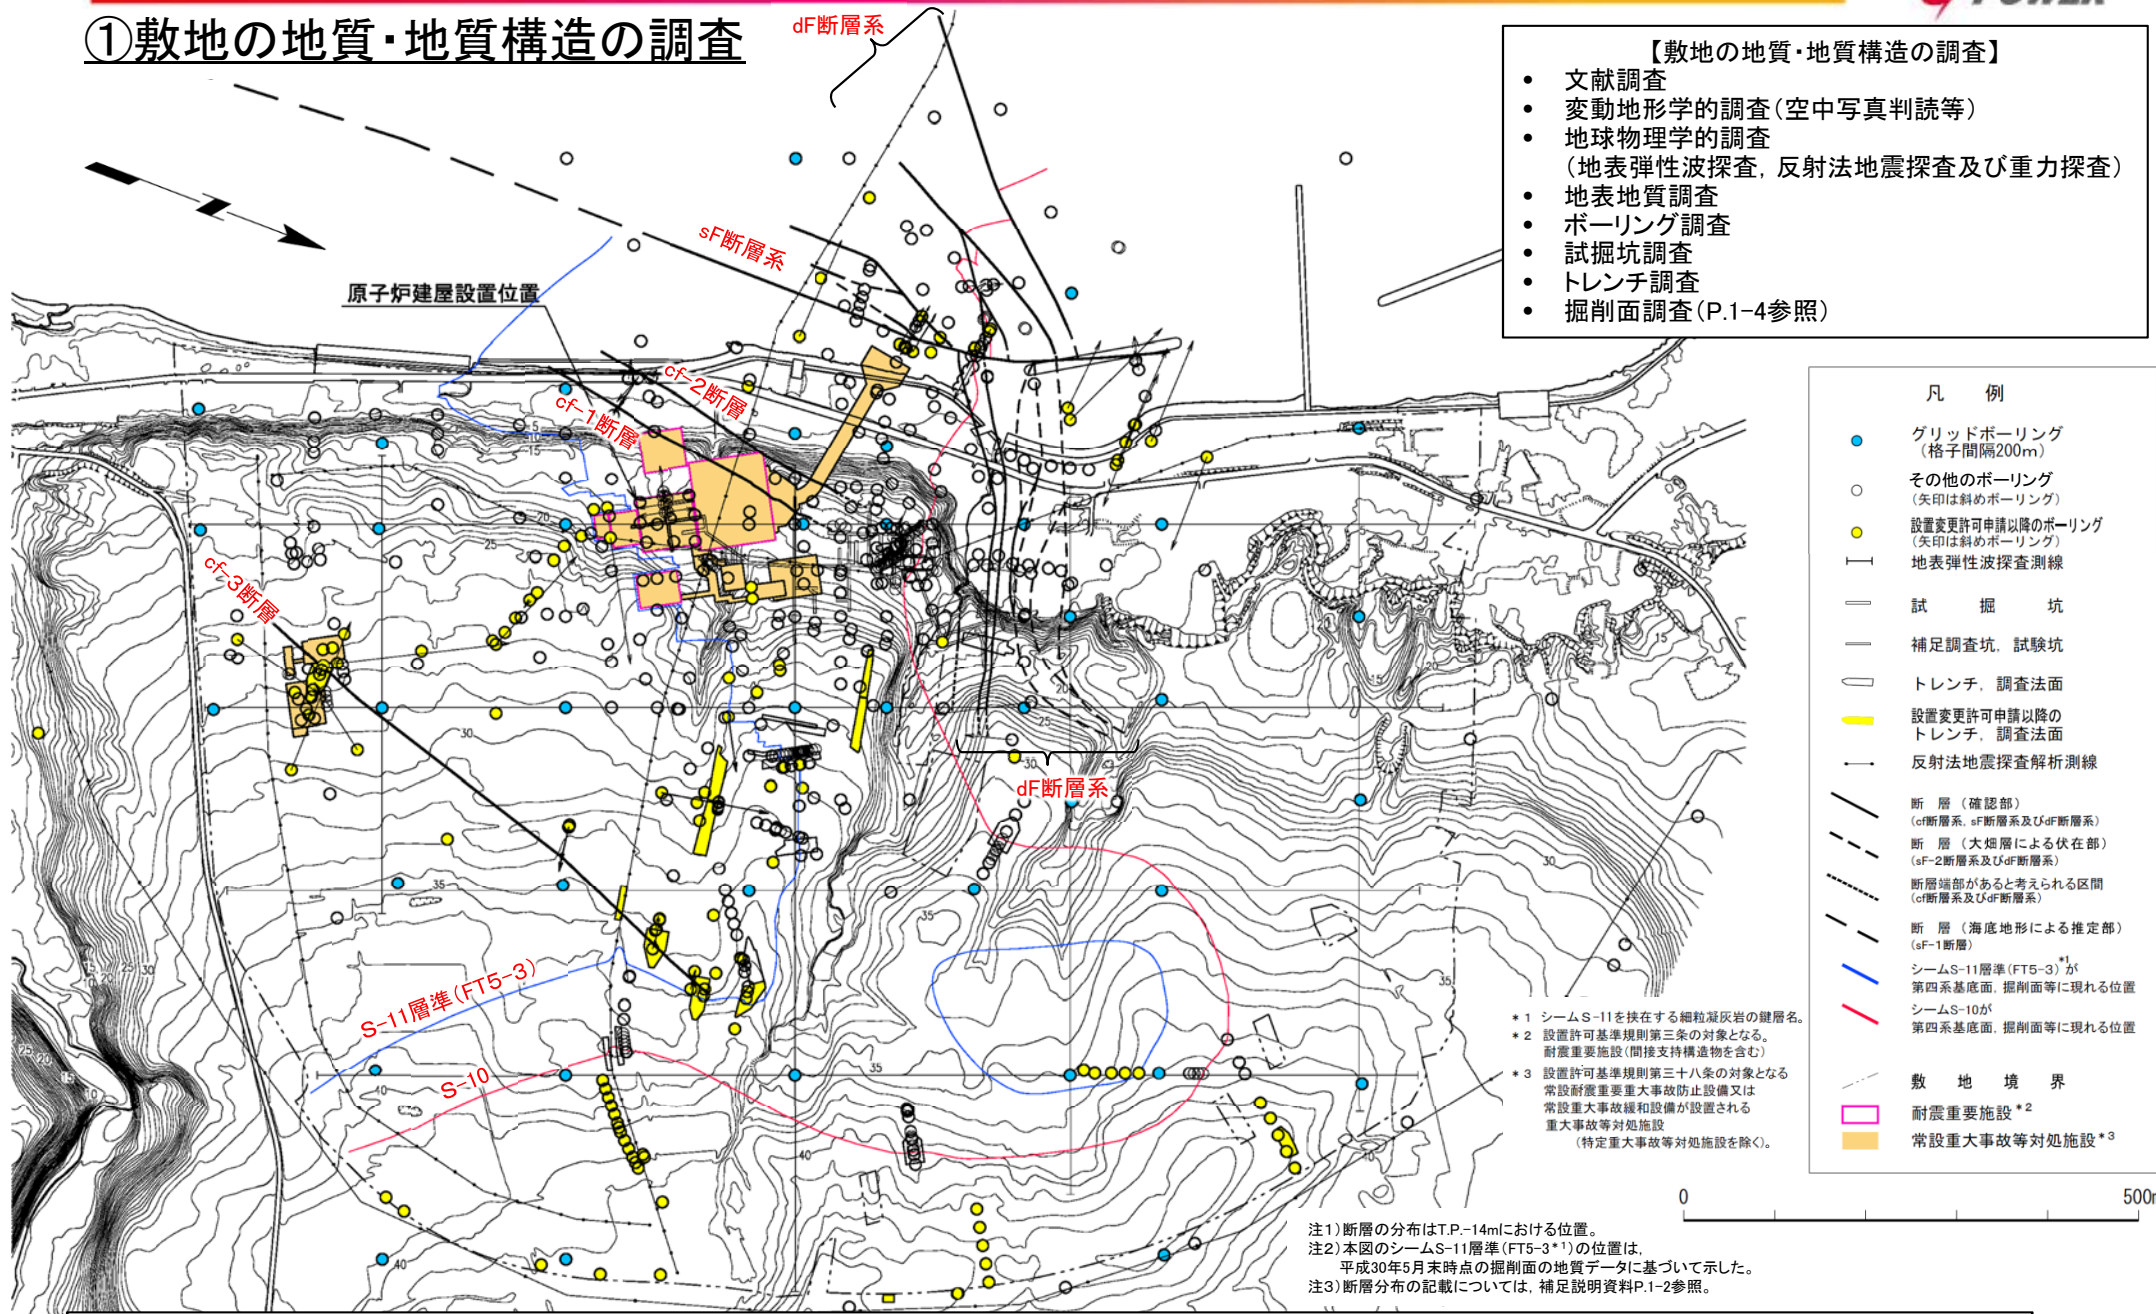 ①敷地の地質・地質構造の調査
POWER
dF断層系
【敷地の地質・地質構造の調査】
• 文献調査
• 変動地形学的調査(空中写真判読等)
• 地球物理学的調査
(地表弾性波探査, 反射法地震探査及び重力探査)
• 地表地質調査
• ボーリング調査
• 試掘坑調査
• トレンチ調査
• 掘削面調査(P.1-4参照)
sF断層系
原子炉建屋設置位置
cf-2断層
cf-1断層
cf-3断層
dF断層系
S-11層準(FT5-3)
S-10
5
10
15
20
25
30
35
30
35
40
40
40
35
35
30
25
20
15
15
20
30
35
15
25
30
10
25
20
15
10
凡 例
グリッドボーリング
(格子間隔200m)
その他のボーリング
(矢印は斜めボーリング)
設置変更許可申請以降のボーリング
(矢印は斜めボーリング)
地表弾性波探査測線
試 掘 坑
補足調査坑, 試験坑
トレンチ, 調査法面
設置変更許可申請以降の
トレンチ, 調査法面
反射法地震探査解析測線
断 層 (確認部)
(cf断層系, sF断層系及びdF断層系)
断 層 (大畑層による伏在部)
(sF-2断層系及びdF断層系)
断層端部があると考えられる区間
(cf断層系及びdF断層系)
断 層 (海底地形による推定部)
(sF-1断層)
シームS-11層準(FT5-3)*1が
第四系基底面, 掘削面等に現れる位置
シームS-10が
第四系基底面, 掘削面等に現れる位置
敷 地 境 界
耐震重要施設*2
常設重大事故等対処施設*3
*1 シームS-11を挟在する細粒凝灰岩の鍵層名。
*2 設置許可基準規則第三条の対象となる。
耐震重要施設(間接支持構造物を含む)
*3 設置許可基準規則第三十八条の対象となる
常設耐震重要重大事故防止設備又は
常設重大事故緩和設備が設置される
重大事故等対処施設
(特定重大事故等対処施設を除く)。
0 500m
注1)断層の分布はT.P.-14mにおける位置。
注2)本図のシームS-11層準(FT5-3*1)の位置は,
平成30年5月末時点の掘削面の地質データに基づいて示した。
注3)断層分布の記載については, 補足説明資料P.1-2参照。